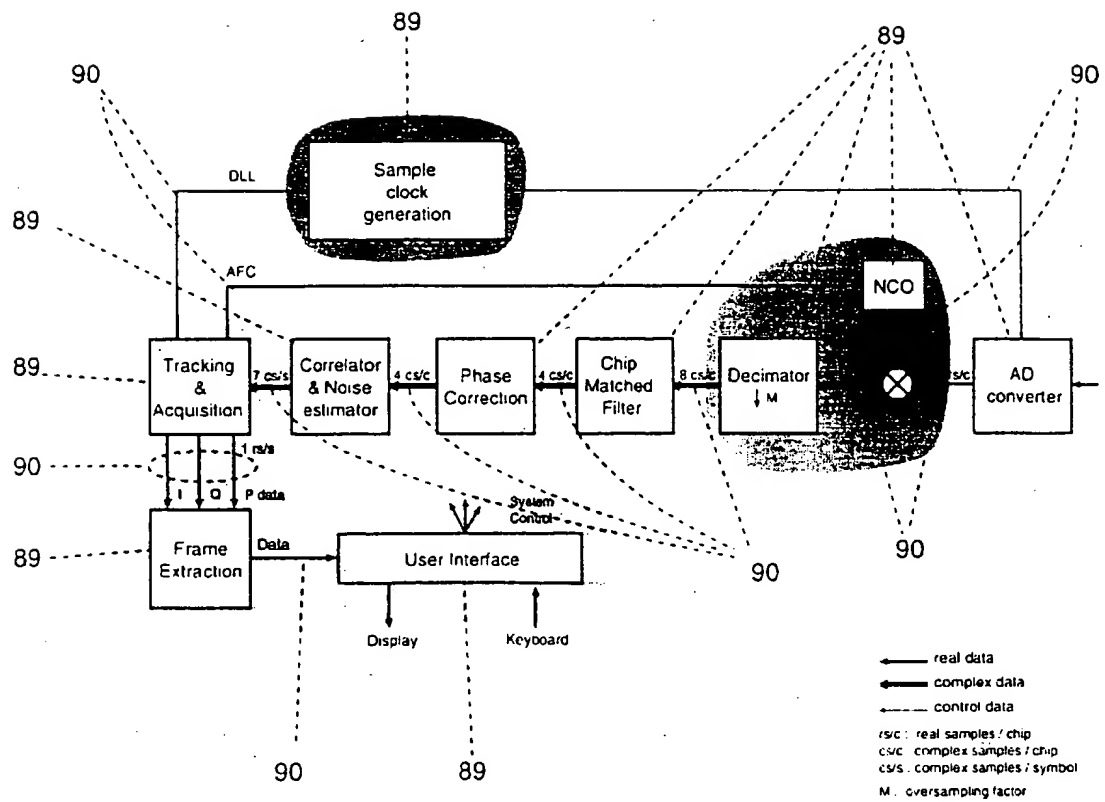 89
89
90
90
DLL
Sample
clock
generation
89
AFC
NCO
89
Tracking
&
Acquisition
7 cs/s
Correlator
& Noise
estimator
4 cs/c
Phase
Correction
4 cs/c
Chip
Matched
Filter
8 cs/c
Decimator
↓ M
AD
converter
90
1 rs/s
I
Q
P data
System
Control
89
Frame
Extraction
Data
User Interface
90
90
Display
Keyboard
real data
complex data
control data
rs/c : real samples / chip
cs/c : complex samples / chip
cs/s : complex samples / symbol
M : oversampling factor
90
89